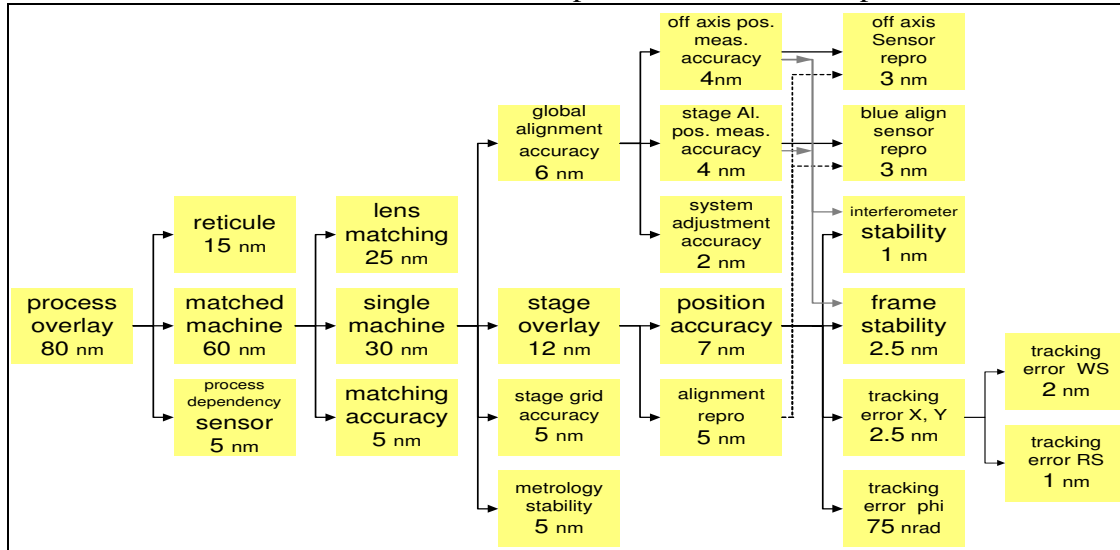 off axis pos.
meas.
accuracy
4nm
off axis
Sensor
repro
3 nm
global
alignment
accuracy
6 nm
stage Al.
pos. meas.
accuracy
4 nm
blue align
sensor
repro
3 nm
reticule
15 nm
lens
matching
25 nm
system
adjustment
accuracy
2 nm
interferometer
stability
1 nm
process
overlay
80 nm
matched
machine
60 nm
single
machine
30 nm
stage
overlay
12 nm
position
accuracy
7 nm
frame
stability
2.5 nm
tracking
error WS
2 nm
process
dependency
sensor
5 nm
matching
accuracy
5 nm
stage grid
accuracy
5 nm
alignment
repro
5 nm
tracking
error X, Y
2.5 nm
tracking
error RS
1 nm
metrology
stability
5 nm
tracking
error phi
75 nrad